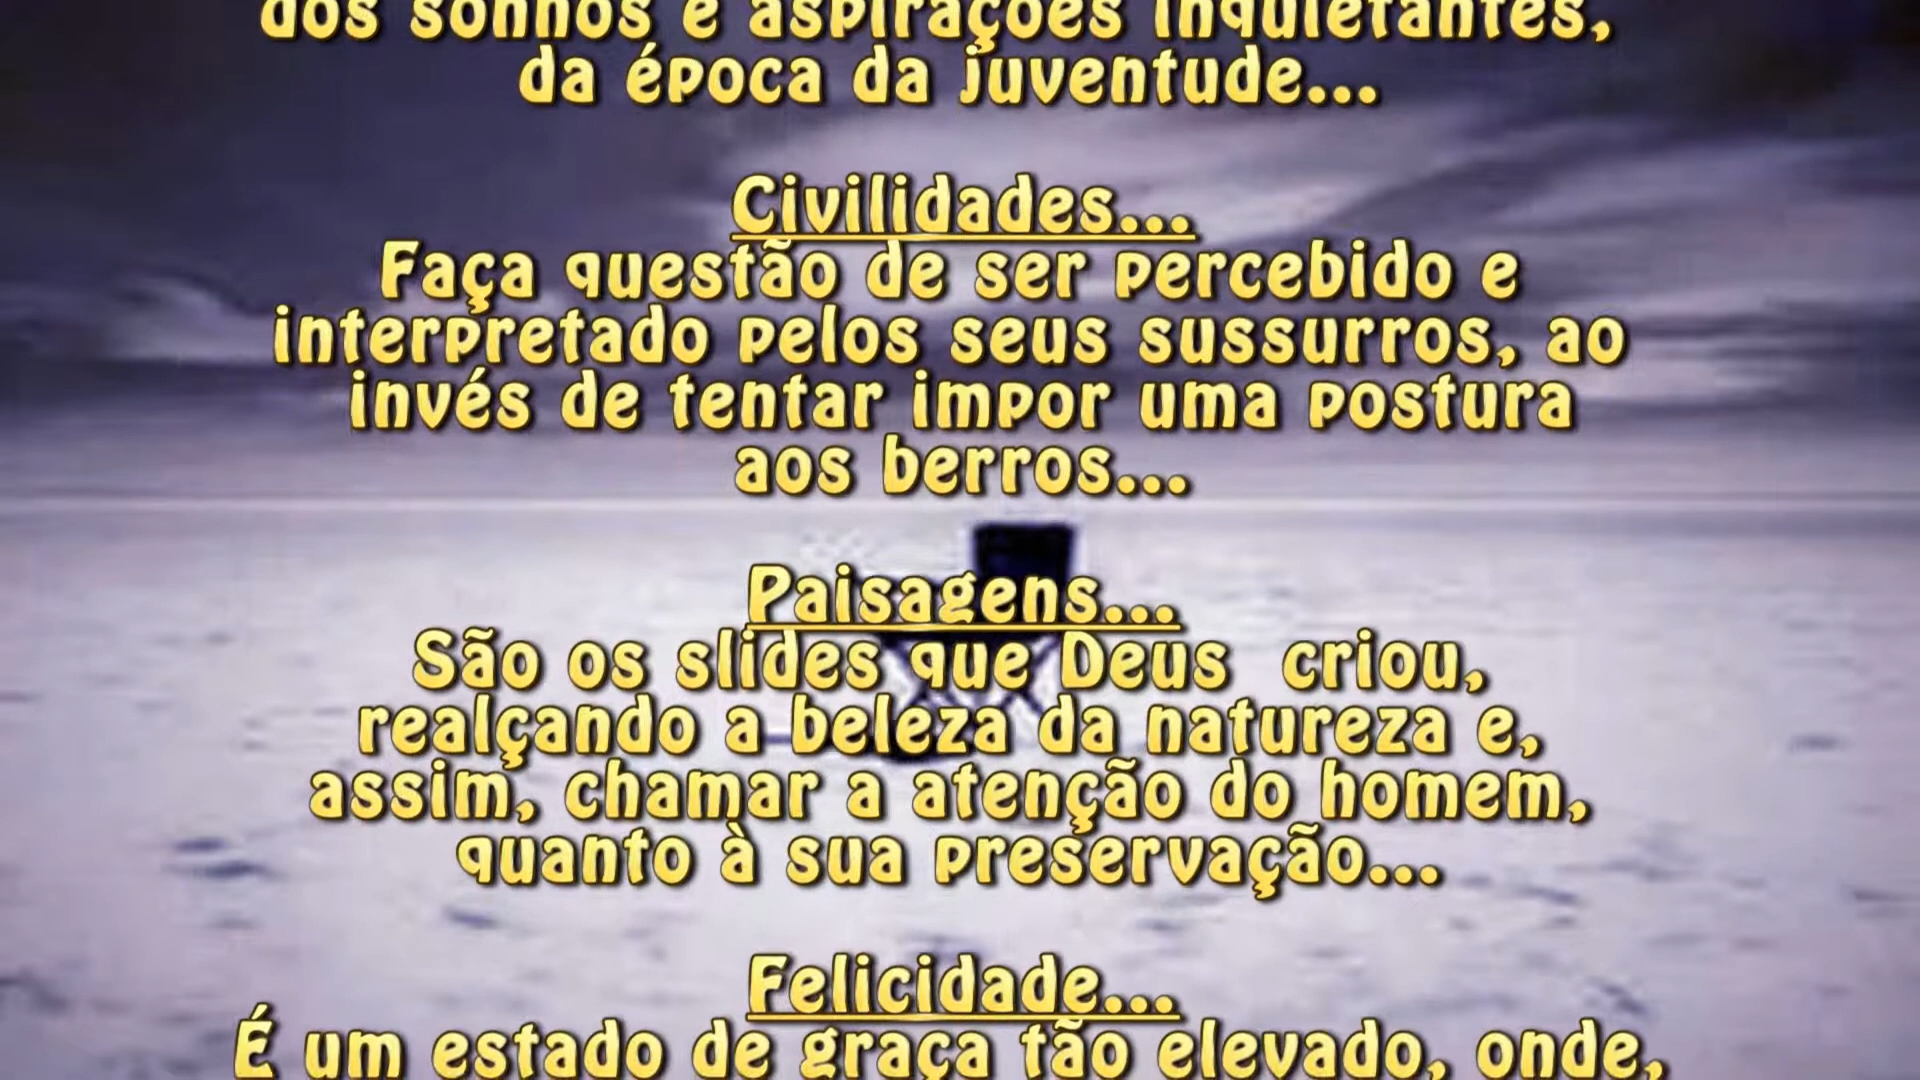 dos sonhos e aspirações inquietantes,
da época da juventude...
Civilidades...
Faça questão de ser percebido e
interpretado pelos seus sussurros, ao
invés de tentar impor uma postura
aos berros...
Paisagens...
São os slides que Deus  criou,
realçando a beleza da natureza e,
assim, chamar a atenção do homem,
quanto à sua preservação...
Felicidade...
É um estado de graça tão elevado, onde,